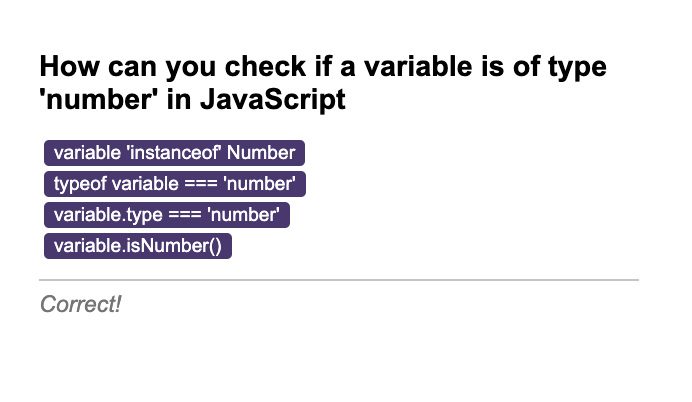 How can you check if a variable is of type
'number' in JavaScript
variable 'instanceof' Number
typeof variable === 'number'
variable.type === 'number'
variable.isNumber()
Correct!